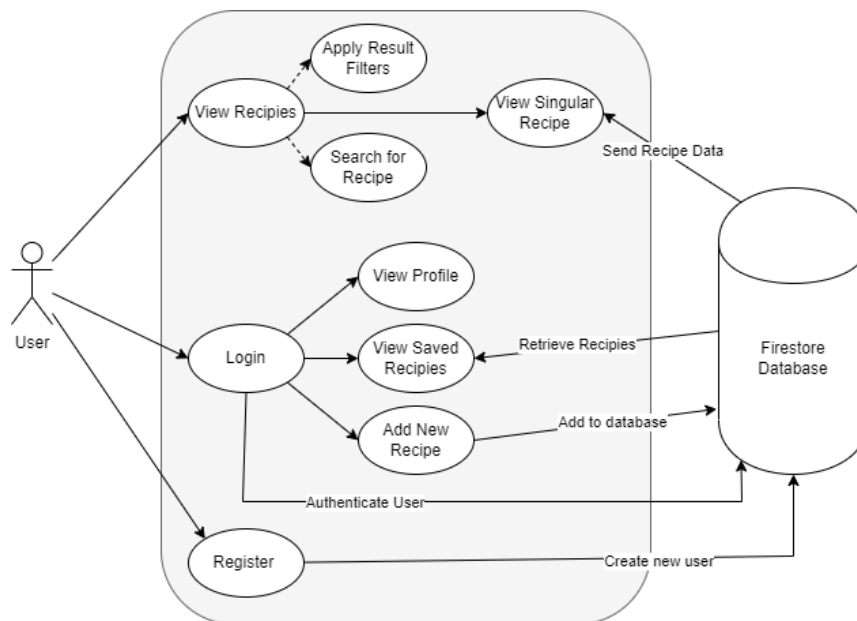 Apply Result
Filters
View Recipies
View Singular
Recipe
Search for
Recipe
Send Recipe Data
View Profile
User
Login
View Saved
Recipies
Retrieve Recipies
Firestore
Database
Add New
Recipe
Add to database
Authenticate User
Register
Create new user